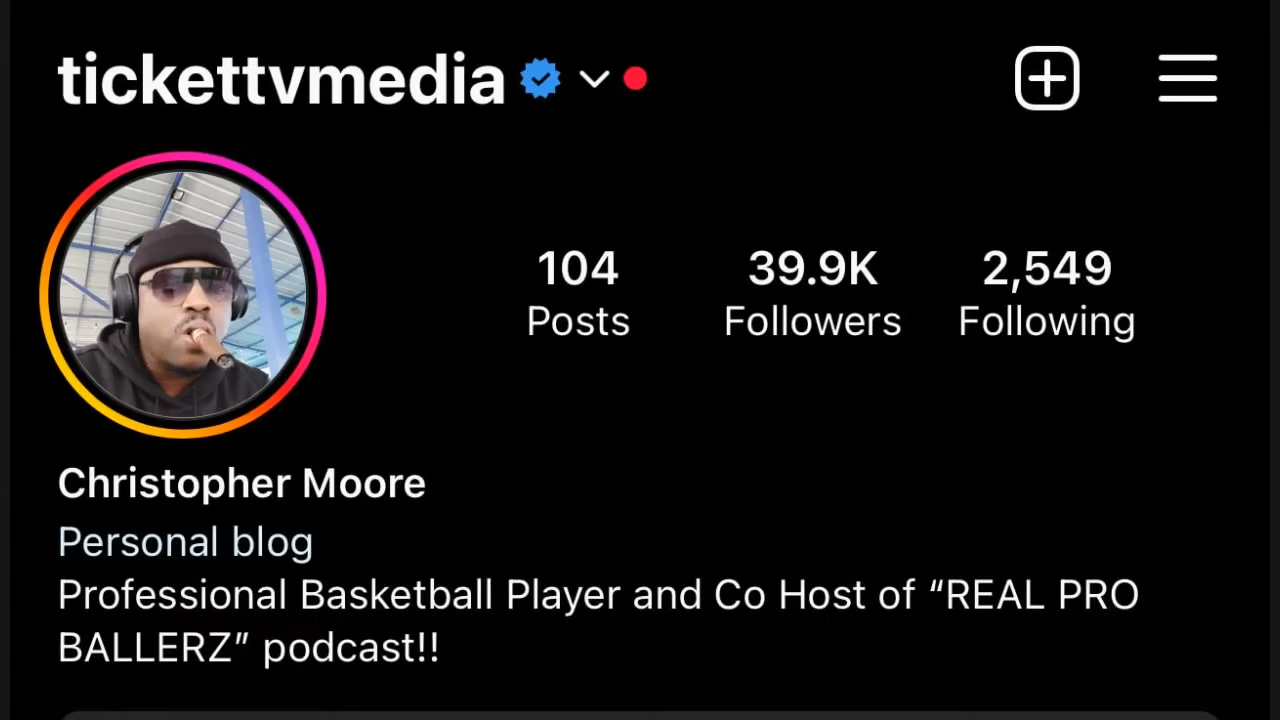 tickettvmedia
104 39.9K 2,549
Posts Followers Following
Christopher Moore
Personal blog
Professional Basketball Player and Co Host of “REAL PRO
BALLERZ” podcast!!